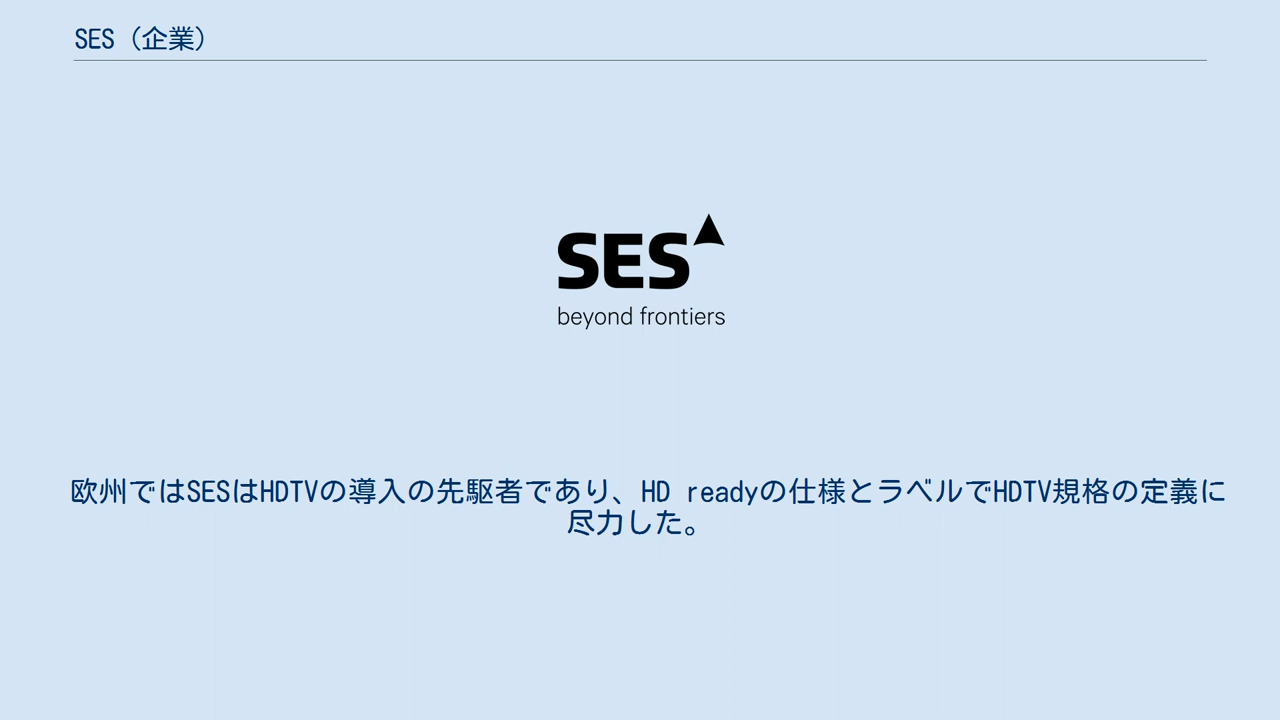 SES（企業）
SES
beyond frontiers
欧州ではSESはHDTVの導入の先駆者であり、HD readyの仕様とラベルでHDTV規格の定義に
尽力した。